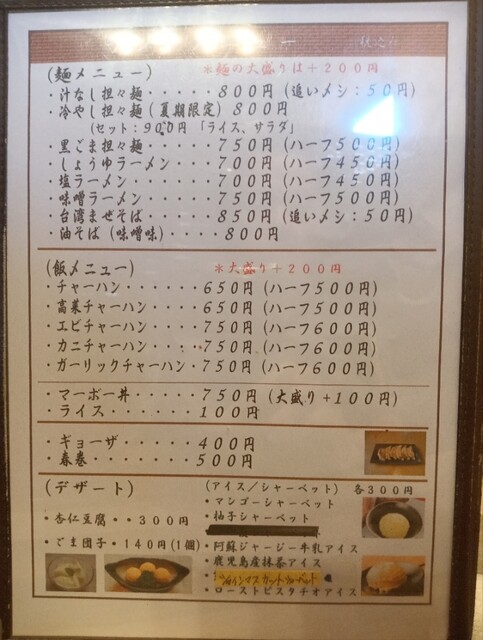 (麺メニュー) *麺の大盛りは+200円
・汁なし担々麺・・・・・800円(追いメシ:50円)
・冷やし担々麺(夏期限定) 800円
(セット:900円「ライス、サラダ」
・黒ごま担々麺・・・・・750円(ハーフ500円)
・しょうゆラーメン・・・700円(ハーフ450円)
・塩ラーメン・・・・・・700円(ハーフ450円)
・味噌ラーメン・・・・・750円(ハーフ500円)
・台湾まぜそば・・・・・850円(追いメシ:50円)
・油そば(味噌味)・・・・800円
(飯メニュー) *大盛り+200円
・チャーハン・・・・・・650円(ハーフ500円)
・高菜チャーハン・・・・650円(ハーフ500円)
・エビチャーハン・・・・750円(ハーフ600円)
・カニチャーハン・・・・750円(ハーフ600円)
・ガーリックチャーハン・750円(ハーフ600円)
・マーボー丼・・・・・・750円(大盛り+100円)
・ライス・・・・・・・・100円
・ギョーザ・・・・・・400円
・春巻・・・・・・・・500円
(デザート)
・杏仁豆腐・・300円
・ごま団子・140円(1個)
(アイス/シャーベット) 各300円
・マンゴーシャーベット
・柚子シャーベット
・阿蘇ジャージー牛乳アイス
・鹿児島産抹茶アイス
シャインマスカットシャーベット
・ローストピスタチオアイス